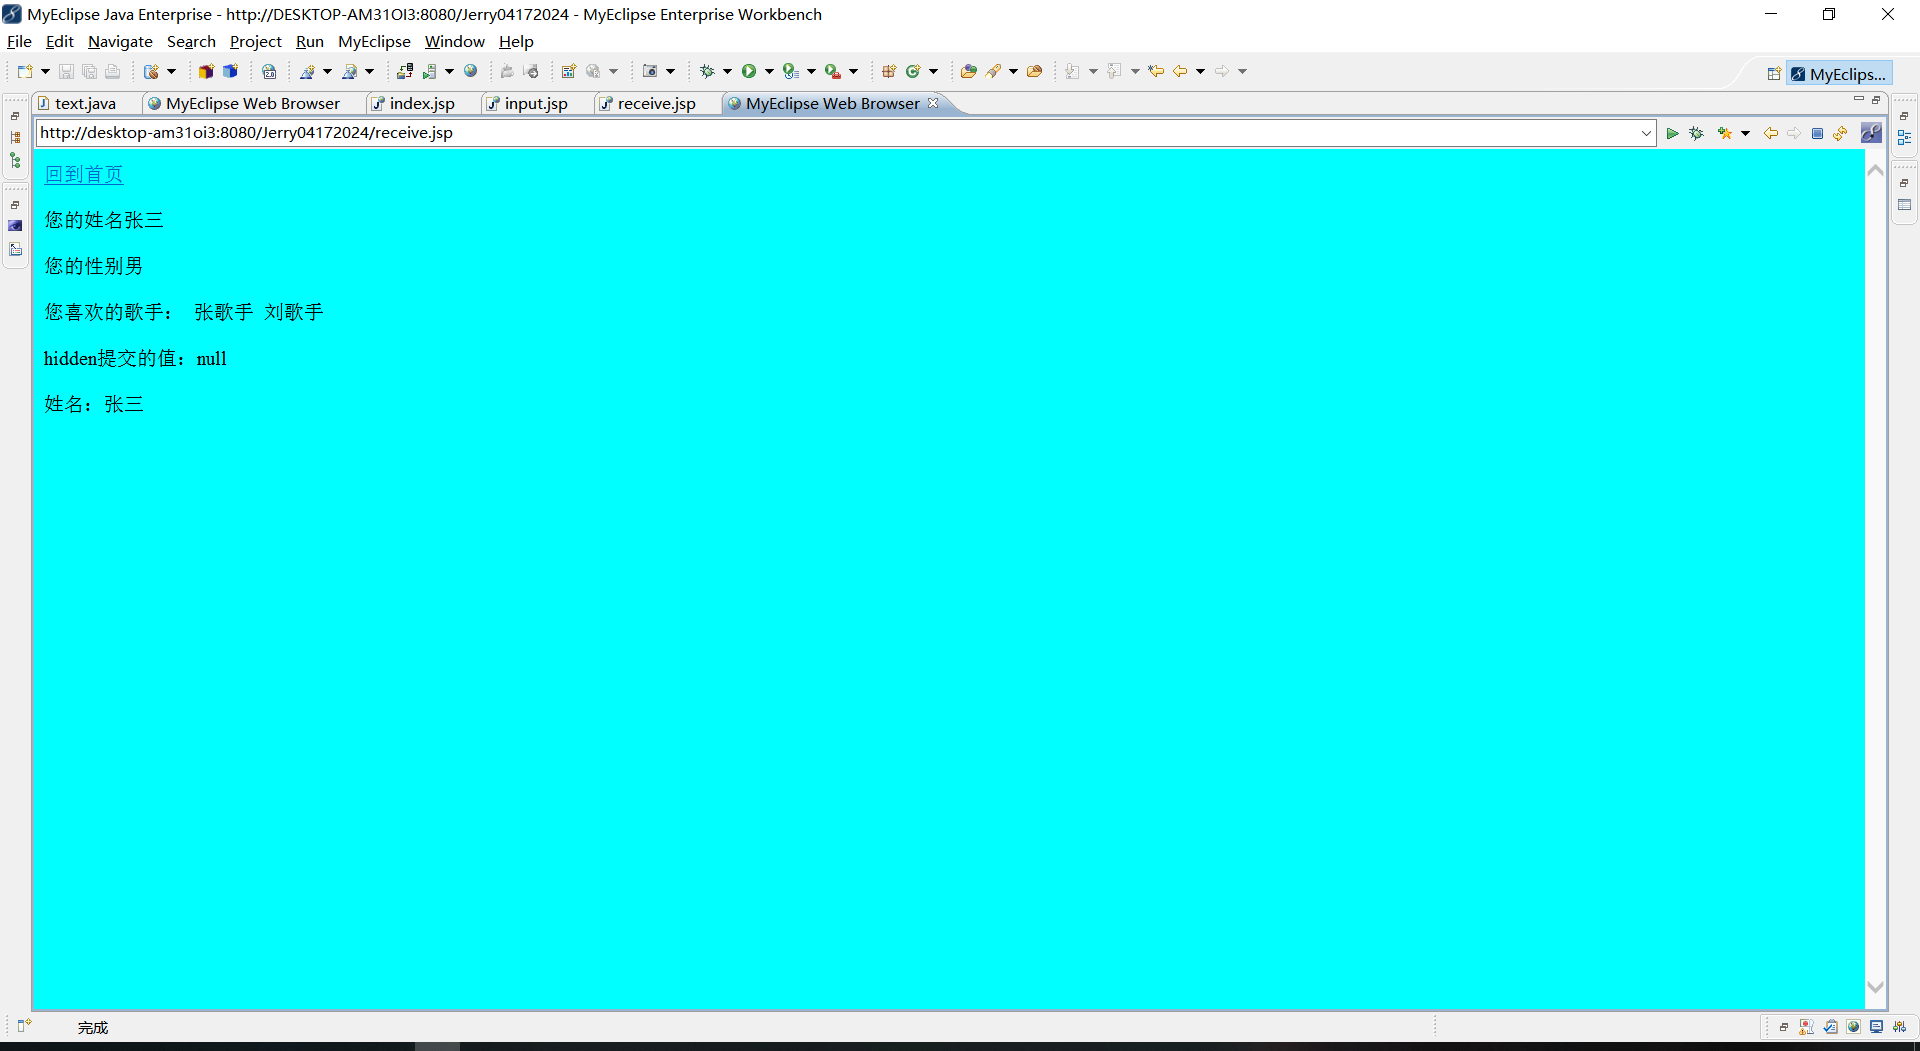 MyEclipse Java Enterprise - http://DESKTOP-AM31OI3:8080/Jerry04172024 - MyEclipse Enterprise Workbench
File Edit Navigate Search Project Run MyEclipse Window Help
MyEclips...
text.java MyEclipse Web Browser index.jsp input.jsp receive.jsp MyEclipse Web Browser
http://desktop-am31oi3:8080/Jerry04172024/receive.jsp
回到首页
您的姓名张三
您的性别男
您喜欢的歌手： 张歌手 刘歌手
hidden提交的值：null
姓名：张三
完成